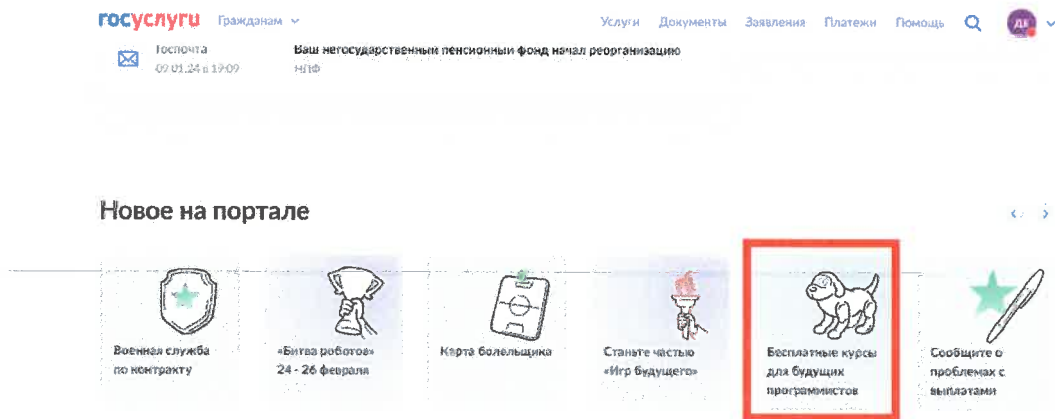 госуслуги Гражданам Услуги Документы Заявления Платежи Помощь ДЕ
Госпочта Ваш негосударственный пенсионный фонд начал реорганизацию
09.01.24 в 19:09 НПФ
Новое на портале
Военная служба по контракту
«Битва роботов» 24 - 26 февраля
Карта болельщика
Станьте частью «Игр будущего»
Бесплатные курсы для будущих программистов
Сообщите о проблемах с выплатами